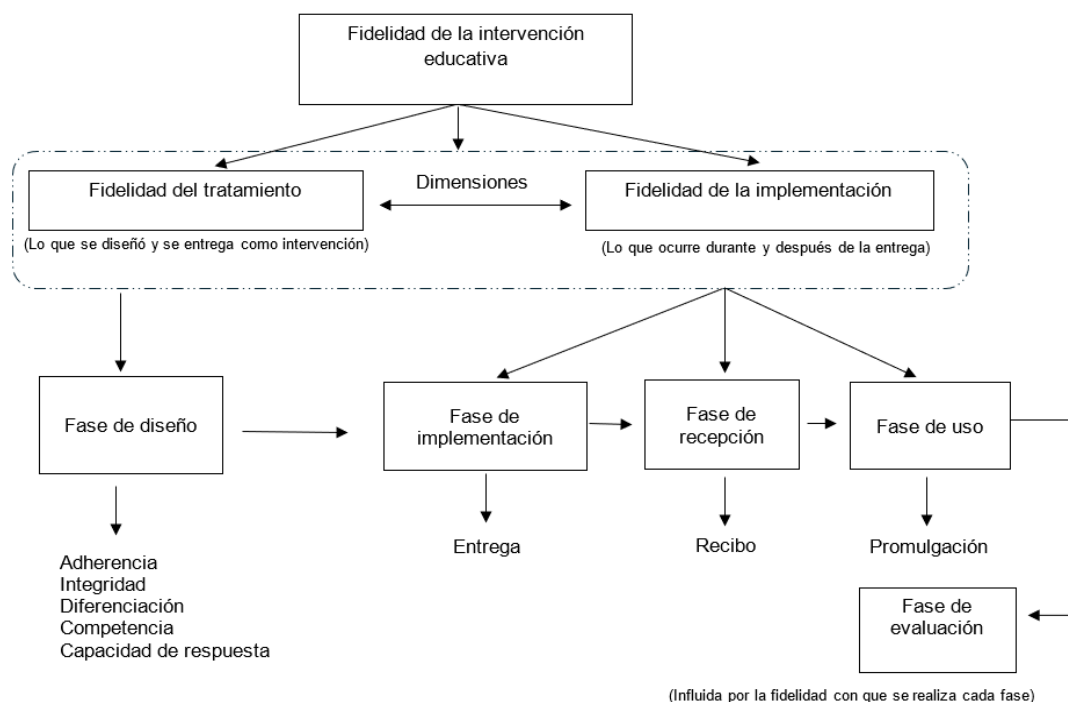 Fidelidad de la intervención
educativa
Fidelidad del tratamiento
Dimensiones
Fidelidad de la implementación
(Lo que se diseñó y se entrega como intervención)
(Lo que ocurre durante y después de la entrega)
Fase de diseño
Fase de
implementación
Fase de
recepción
Fase de uso
Adherencia
Integridad
Diferenciación
Competencia
Capacidad de respuesta
Entrega
Recibo
Promulgación
Fase de
evaluación
(Influida por la fidelidad con que se realiza cada fase)